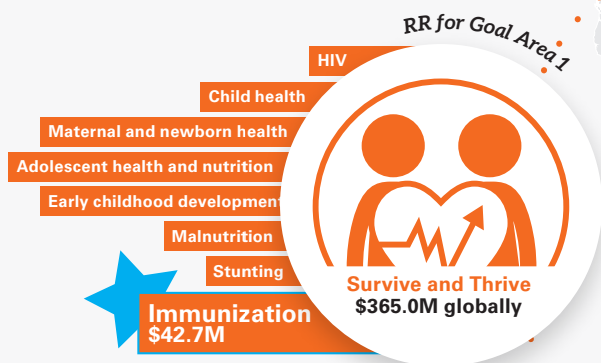 RR for Goal Area 1
HIV
Child health
Maternal and newborn health
Adolescent health and nutrition
Early childhood development
Malnutrition
Stunting
Immunization
$42.7M
Survive and Thrive
$365.0M globally